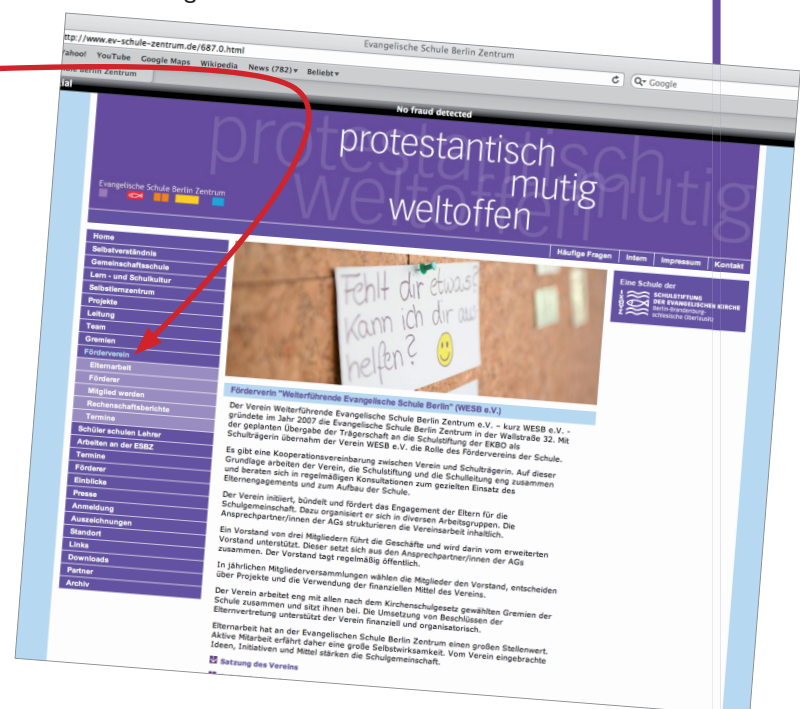 Evangelische Schule Berlin Zentrum
ttp://www.ev-schule-zentrum.de/687.0.html
Google
Yahoo! YouTube Google Maps Wikipedia News (782) Beliebt
Berlin Zentrum
No fraud detected
protestantisch
mutig
weltoffen
protestantisch
mutig
weltoffen
Evangelische Schule Berlin Zentrum
Häufige Fragen Intern Impressum Kontakt
Home
Selbstverständnis
Gemeinschaftsschule
Lern - und Schulkultur
Selbstlernzentrum
Projekte
Leitung
Team
Gremien
Förderverein
Elternarbeit
Förderer
Mitglied werden
Rechenschaftsberichte
Termine
Schüler schulen Lehrer
Arbeiten an der ESBZ
Termine
Förderer
Einblicke
Presse
Anmeldung
Auszeichnungen
Standort
Links
Downloads
Partner
Archiv
Fehlt dir etwas?
Kann ich dir aus
helfen?
Eine Schule der
SCHULSTIFTUNG
DER EVANGELISCHEN KIRCHE
Berlin-Brandenburg-
schlesische Oberlausitz
Förderverin "Weiterführende Evangelische Schule Berlin" (WESB e.V.)
Der Verein Weiterführende Evangelische Schule Berlin Zentrum e.V. – kurz WESB e.V. -
gründete im Jahr 2007 die Evangelische Schule Berlin Zentrum in der Wallstraße 32. Mit
der geplanten Übergabe der Trägerschaft an die Schulstiftung der EKBO als
Schulträgerin übernahm der Verein WESB e.V. die Rolle des Fördervereins der Schule.
Es gibt eine Kooperationsvereinbarung zwischen Verein und Schulträgerin. Auf dieser
Grundlage arbeiten der Verein, die Schulstiftung und die Schulleitung eng zusammen
und beraten sich in regelmäßigen Konsultationen zum gezielten Einsatz des
Elternengagements und zum Aufbau der Schule.
Der Verein initiiert, bündelt und fördert das Engagement der Eltern für die
Schulgemeinschaft. Dazu organisiert er sich in diversen Arbeitsgruppen. Die
Ansprechpartner/innen der AGs strukturieren die Vereinsarbeit inhaltlich.
Ein Vorstand von drei Mitgliedern führt die Geschäfte und wird darin vom erweiterten
Vorstand unterstützt. Dieser setzt sich aus den Ansprechpartner/innen der AGs
zusammen. Der Vorstand tagt regelmäßig öffentlich.
In jährlichen Mitgliederversammlungen wählen die Mitglieder den Vorstand, entscheiden
über Projekte und die Verwendung der finanziellen Mittel des Vereins.
Der Verein arbeitet eng mit allen nach dem Kirchenschulgesetz gewählten Gremien der
Schule zusammen und sitzt ihnen bei. Die Umsetzung von Beschlüssen der
Elternvertretung unterstützt der Verein finanziell und organisatorisch.
Elternarbeit hat an der Evangelischen Schule Berlin Zentrum einen großen Stellenwert.
Aktive Mitarbeit erfährt daher eine große Selbstwirksamkeit. Vom Verein eingebrachte
Ideen, Initiativen und Mittel stärken die Schulgemeinschaft.
Satzung des Vereins